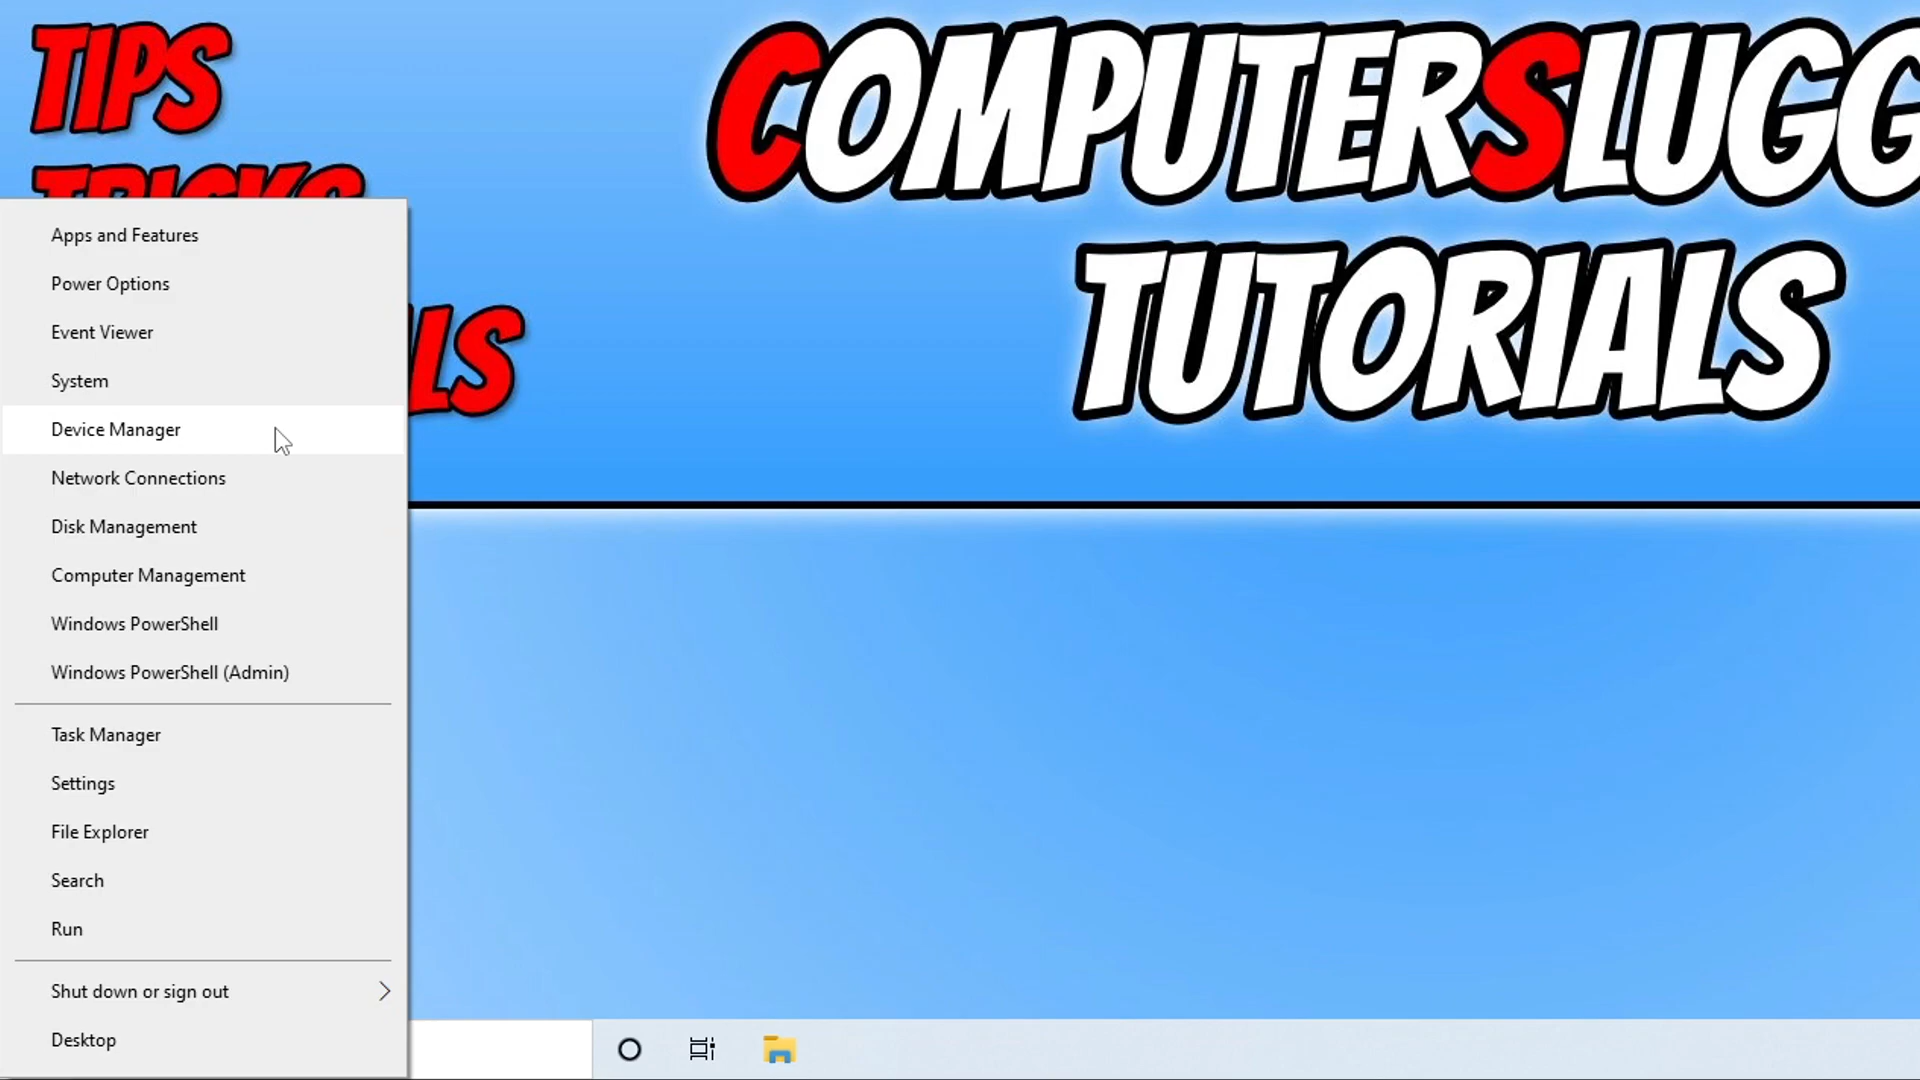 TIPS
COMPUTERSLUGG
TRICKS
TUTORIALS
Apps and Features
Power Options
Event Viewer
System
Device Manager
Network Connections
Disk Management
Computer Management
Windows PowerShell
Windows PowerShell (Admin)
Task Manager
Settings
File Explorer
Search
Run
Shut down or sign out
Desktop